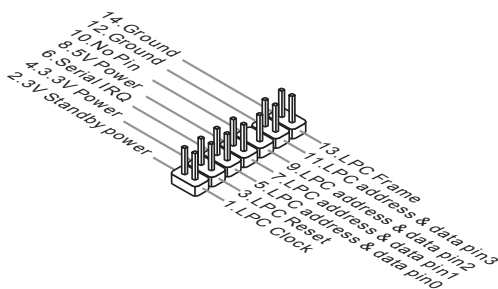 14.Ground
12.Ground
10.No Pin
8.5V Power
6.Serial IRQ
4.3.3V Power
2.3V Standby power
13.LPC Frame
11.LPC address & data pin3
9.LPC address & data pin2
7.LPC address & data pin1
5.LPC address & data pin0
3.LPC Reset
1.LPC Clock